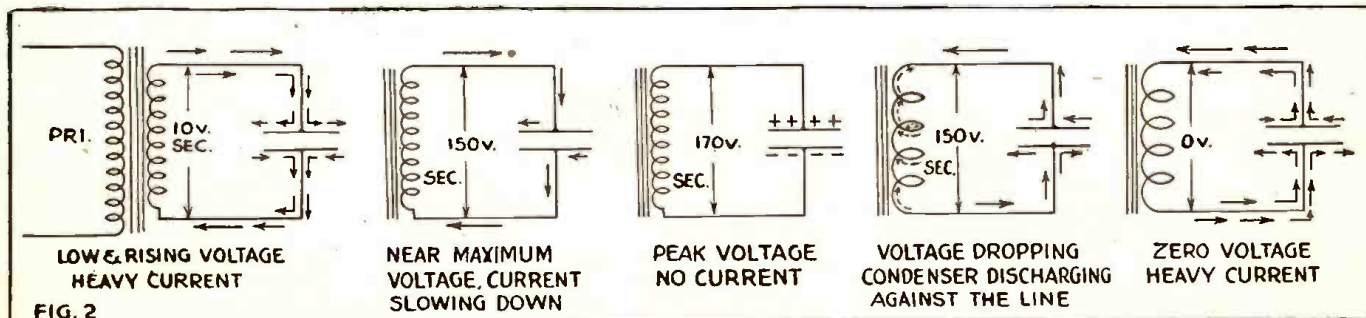 PRI.
10V.
SEC.
LOW & RISING VOLTAGE
HEAVY CURRENT
FIG. 2
150V.
SEC.
NEAR MAXIMUM
VOLTAGE, CURRENT
SLOWING DOWN
170V.
SEC.
++++
----
PEAK VOLTAGE
NO CURRENT
150V.
SEC.
VOLTAGE DROPPING
CONDENSER DISCHARGING
AGAINST THE LINE
0V.
ZERO VOLTAGE
HEAVY CURRENT